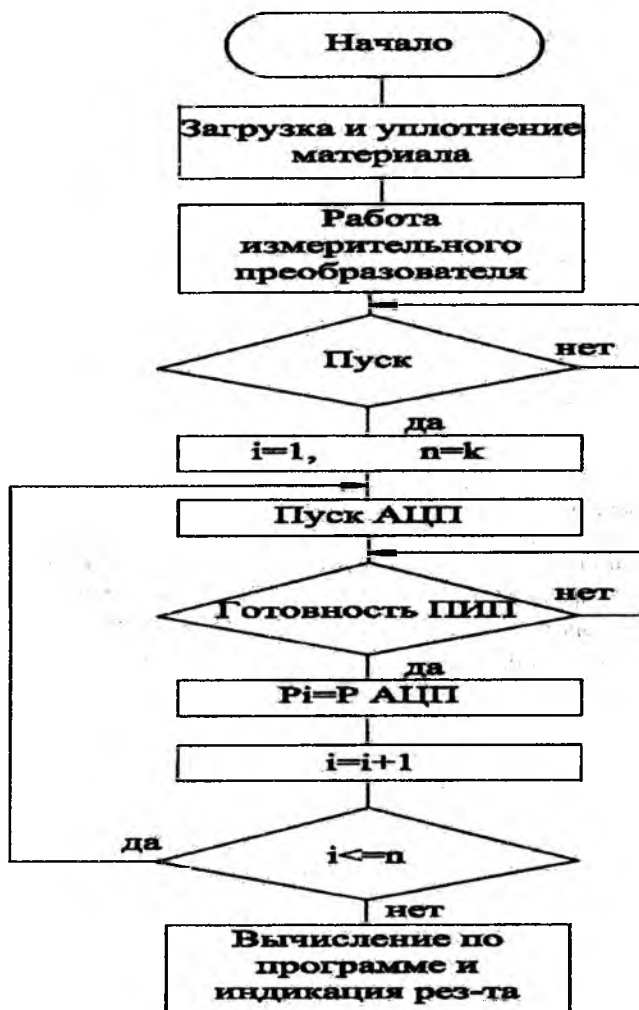 Начало
Загрузка и уплотнение
материала
Работа
измерительного
преобразователя
Пуск
нет
да
i=1, n=k
Пуск АЦП
Готовность ПИП
нет
да
Pi=P АЦП
i=i+1
да
i<=n
нет
Вычисление по
программе и
индикация рез-та